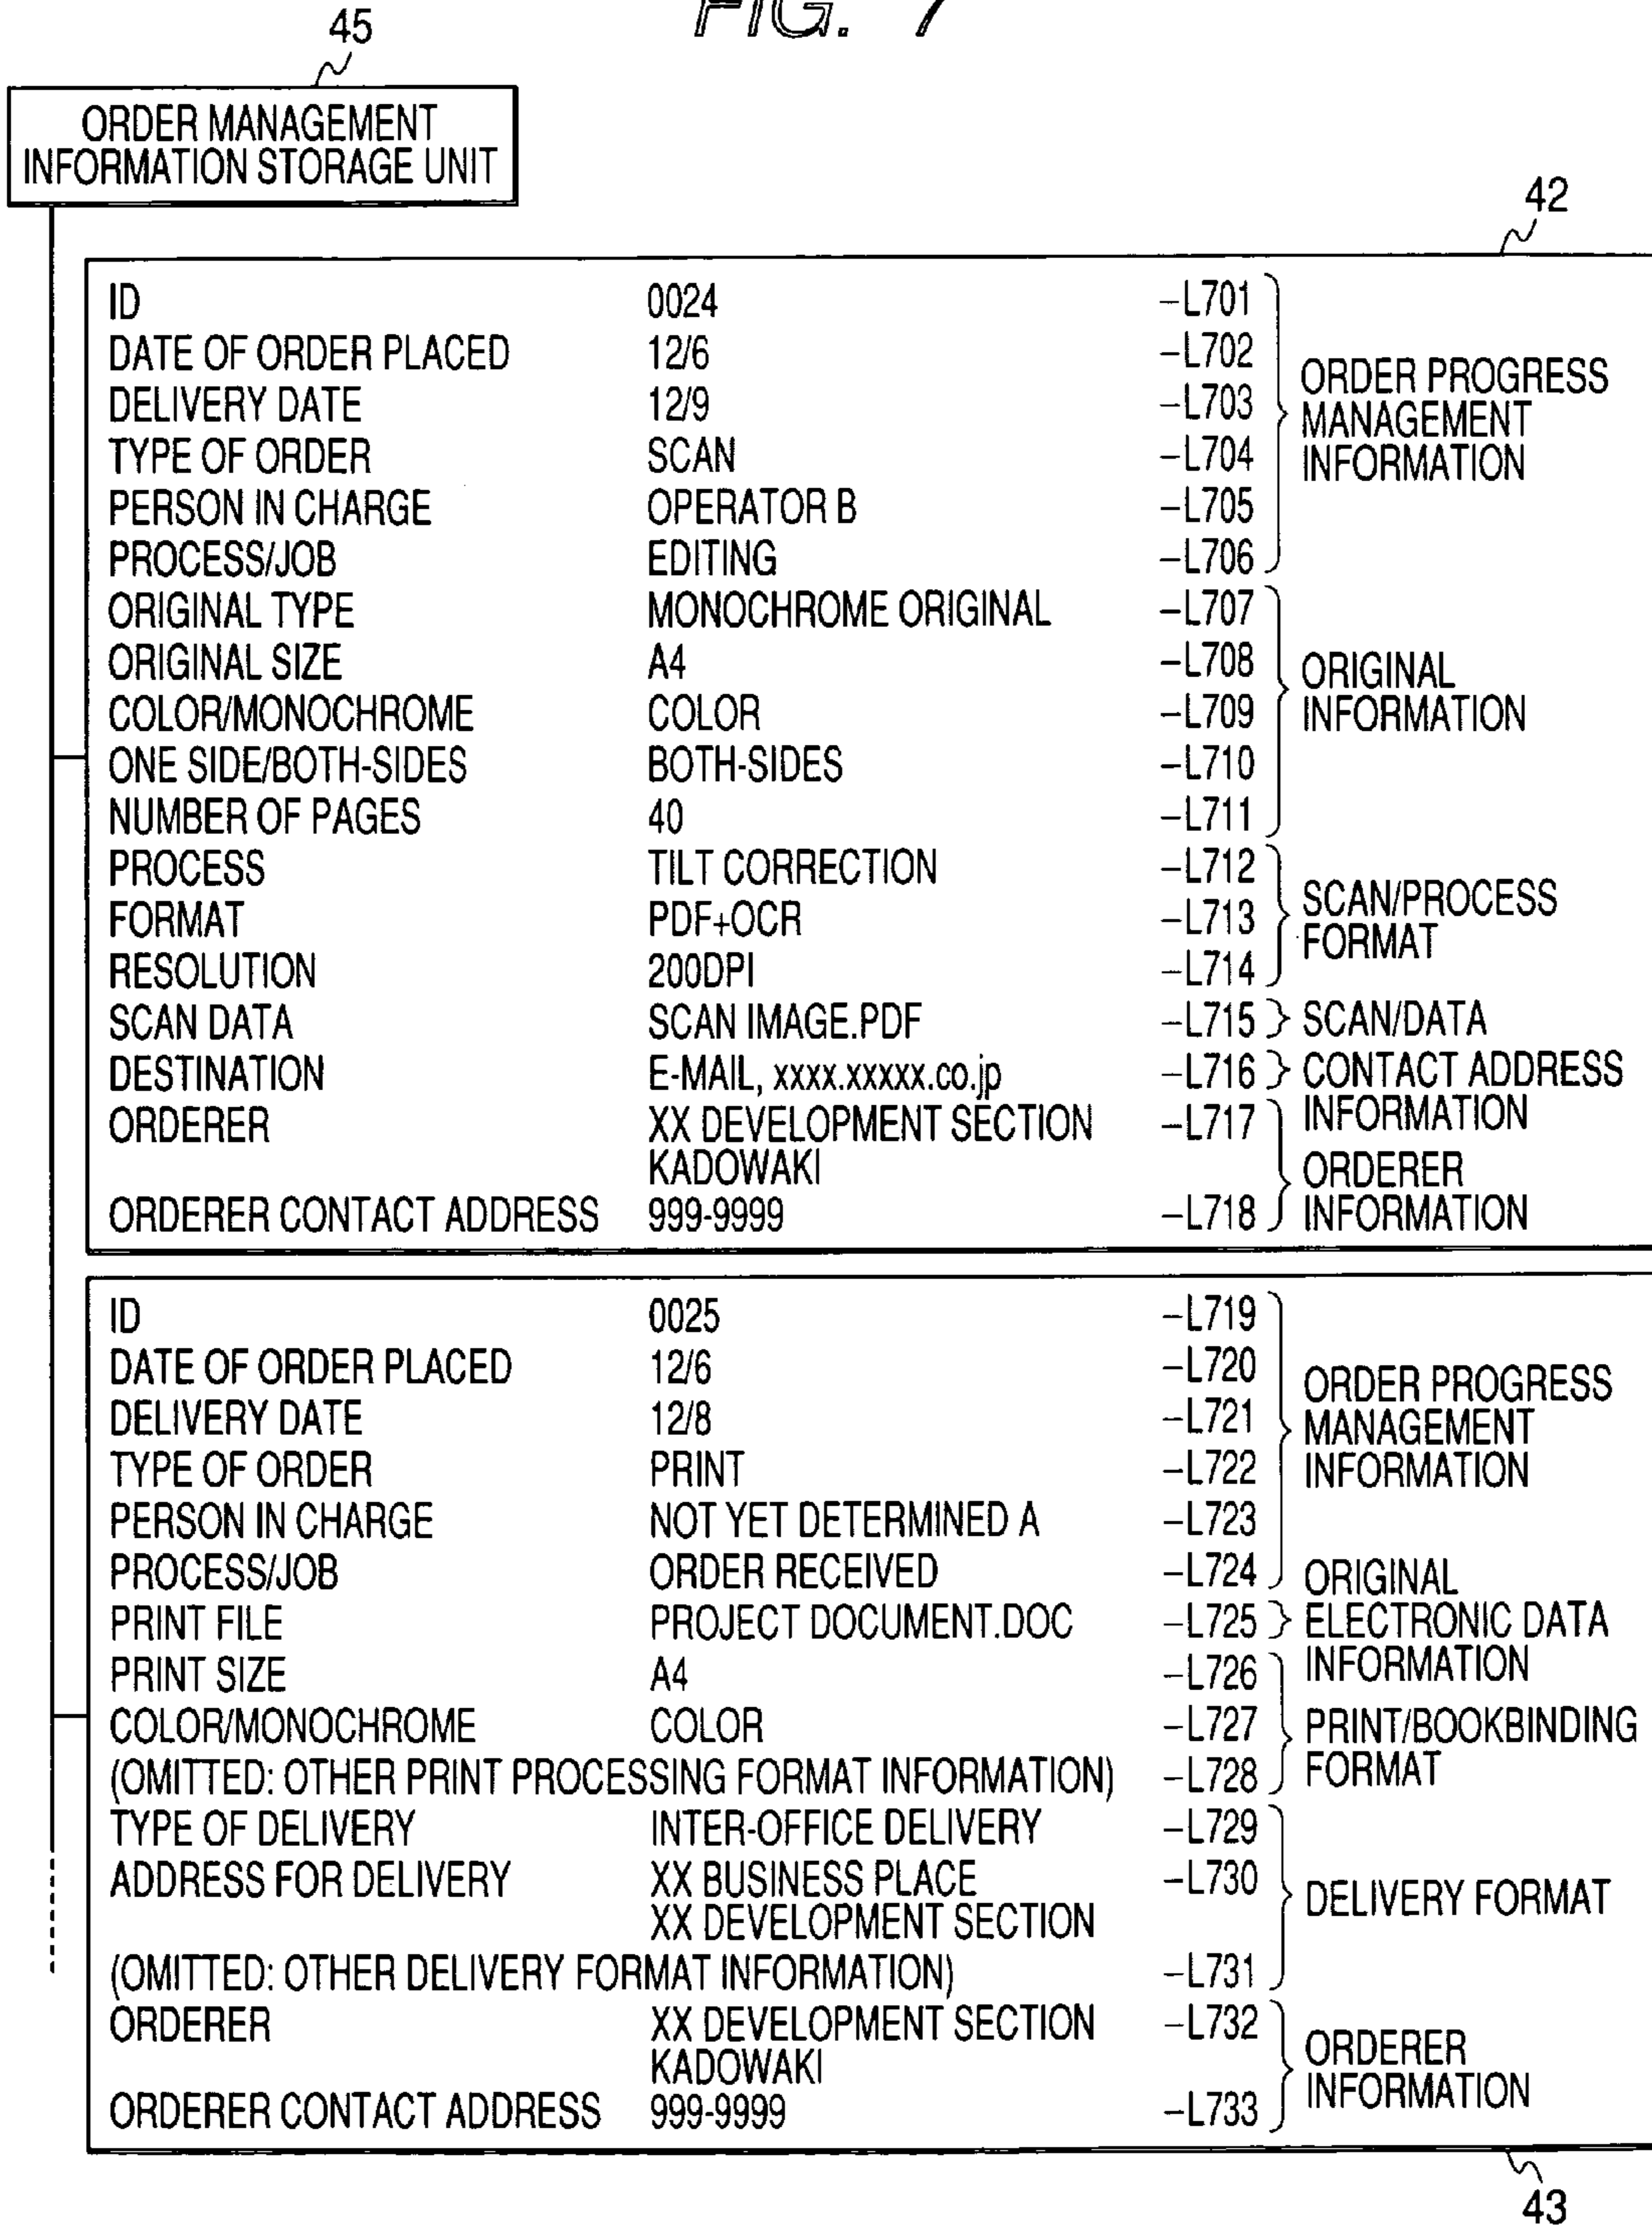 FIG. 7
45
ORDER MANAGEMENT
INFORMATION STORAGE UNIT
42
ID 0024 –L701
DATE OF ORDER PLACED 12/6 –L702
DELIVERY DATE 12/9 –L703
TYPE OF ORDER SCAN –L704
PERSON IN CHARGE OPERATOR B –L705
PROCESS/JOB EDITING –L706
ORDER PROGRESS
MANAGEMENT
INFORMATION
ORIGINAL TYPE MONOCHROME ORIGINAL –L707
ORIGINAL SIZE A4 –L708
COLOR/MONOCHROME COLOR –L709
ONE SIDE/BOTH-SIDES BOTH-SIDES –L710
NUMBER OF PAGES 40 –L711
ORIGINAL
INFORMATION
PROCESS TILT CORRECTION –L712
FORMAT PDF+OCR –L713
RESOLUTION 200DPI –L714
SCAN/PROCESS
FORMAT
SCAN DATA SCAN IMAGE.PDF –L715 SCAN/DATA
DESTINATION E-MAIL, xxxx.xxxxx.co.jp –L716 CONTACT ADDRESS
INFORMATION
ORDERER XX DEVELOPMENT SECTION –L717
KADOWAKI
ORDERER CONTACT ADDRESS 999-9999 –L718
ORDERER
INFORMATION
ID 0025 –L719
DATE OF ORDER PLACED 12/6 –L720
DELIVERY DATE 12/8 –L721
TYPE OF ORDER PRINT –L722
PERSON IN CHARGE NOT YET DETERMINED A –L723
PROCESS/JOB ORDER RECEIVED –L724
ORDER PROGRESS
MANAGEMENT
INFORMATION
PRINT FILE PROJECT DOCUMENT.DOC –L725
ORIGINAL
ELECTRONIC DATA
INFORMATION
PRINT SIZE A4 –L726
COLOR/MONOCHROME COLOR –L727
(OMITTED: OTHER PRINT PROCESSING FORMAT INFORMATION) –L728
PRINT/BOOKBINDING
FORMAT
TYPE OF DELIVERY INTER-OFFICE DELIVERY –L729
ADDRESS FOR DELIVERY XX BUSINESS PLACE –L730
XX DEVELOPMENT SECTION
(OMITTED: OTHER DELIVERY FORMAT INFORMATION) –L731
DELIVERY FORMAT
ORDERER XX DEVELOPMENT SECTION –L732
KADOWAKI
ORDERER CONTACT ADDRESS 999-9999 –L733
ORDERER
INFORMATION
43